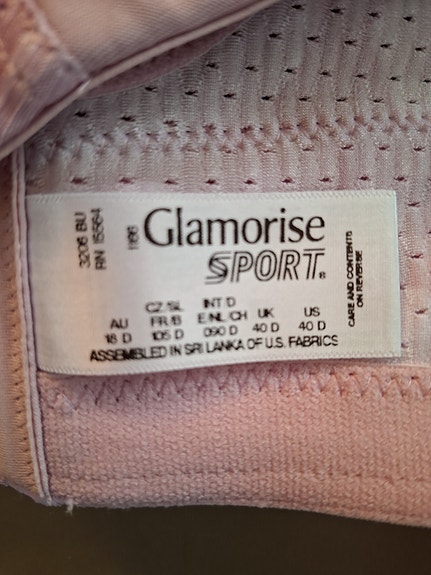 3206 BU
RN 15564
1166
Glamorise
SPORT®
CZ/SL INT D
AU FR/B E/NL/CH UK US
18 D 105 D 090 D 40 D 40 D
ASSEMBLED IN SRI LANKA OF U.S. FABRICS
CARE AND CONTENTS
ON REVERSE